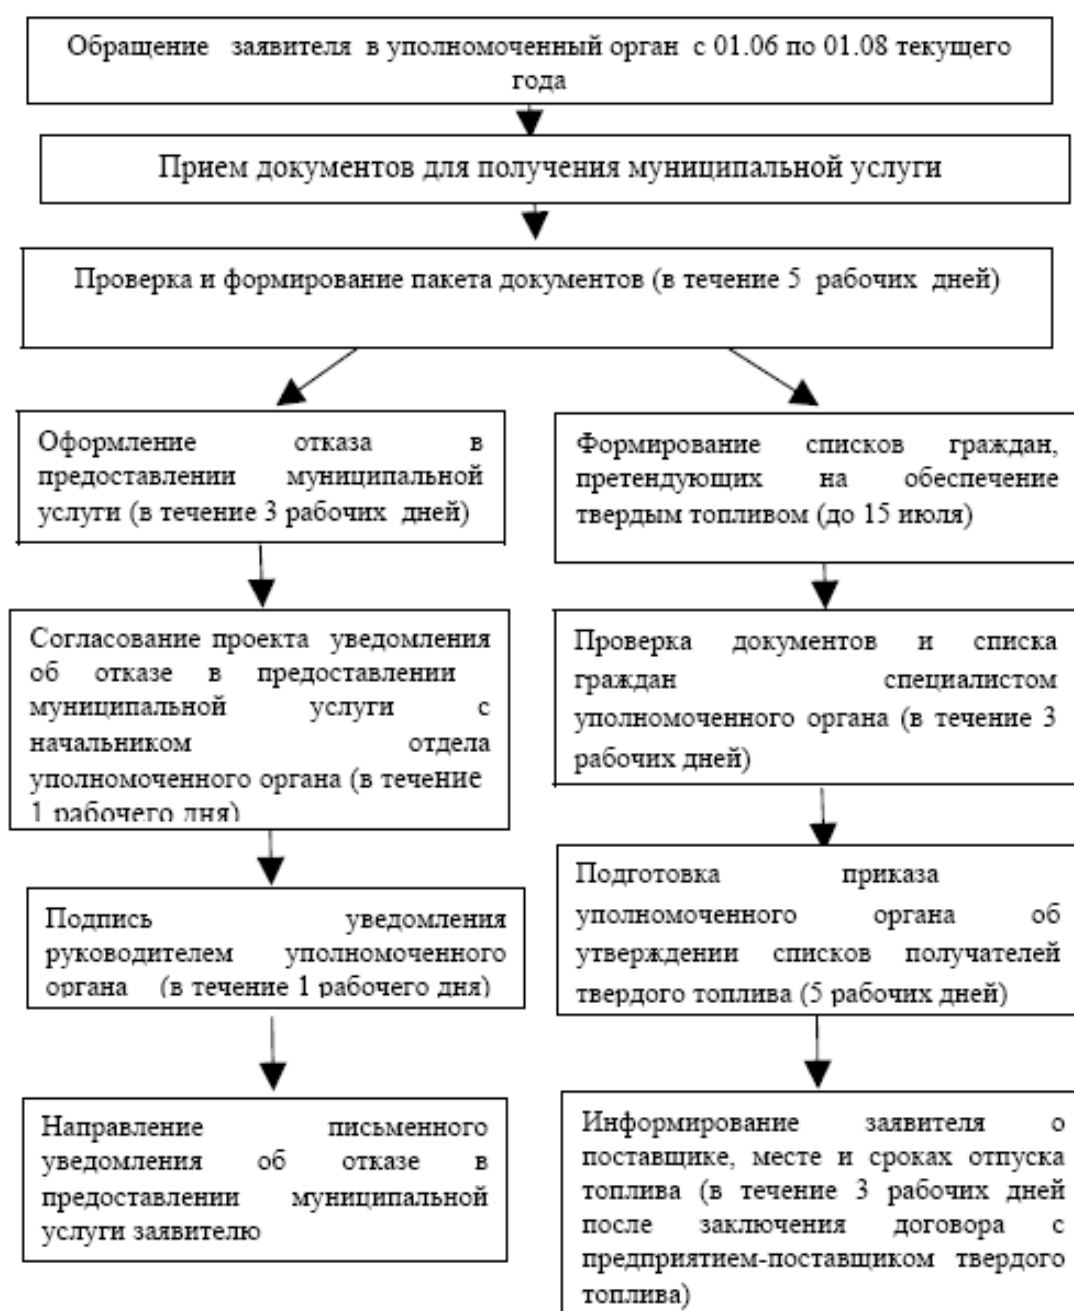 Обращение заявителя в уполномоченный орган с 01.06 по 01.08 текущего
года
Прием документов для получения муниципальной услуги
Проверка и формирование пакета документов (в течение 5 рабочих дней)
Оформление отказа в
предоставлении муниципальной
услуги (в течение 3 рабочих дней)
Согласование проекта уведомления
об отказе в предоставлении
муниципальной услуги с
начальником отдела
уполномоченного органа (в течение
1 рабочего дня)
Подпись уведомления
руководителем уполномоченного
органа (в течение 1 рабочего дня)
Направление письменного
уведомления об отказе в
предоставлении муниципальной
услуги заявителю
Формирование списков граждан,
претендующих на обеспечение
твердым топливом (до 15 июля)
Проверка документов и списка
граждан специалистом
уполномоченного органа (в течение 3
рабочих дней)
Подготовка приказа
уполномоченного органа об
утверждении списков получателей
твердого топлива (5 рабочих дней)
Информирование заявителя о
поставщике, месте и сроках отпуска
топлива (в течение 3 рабочих дней
после заключения договора с
предприятием-поставщиком твердого
топлива)